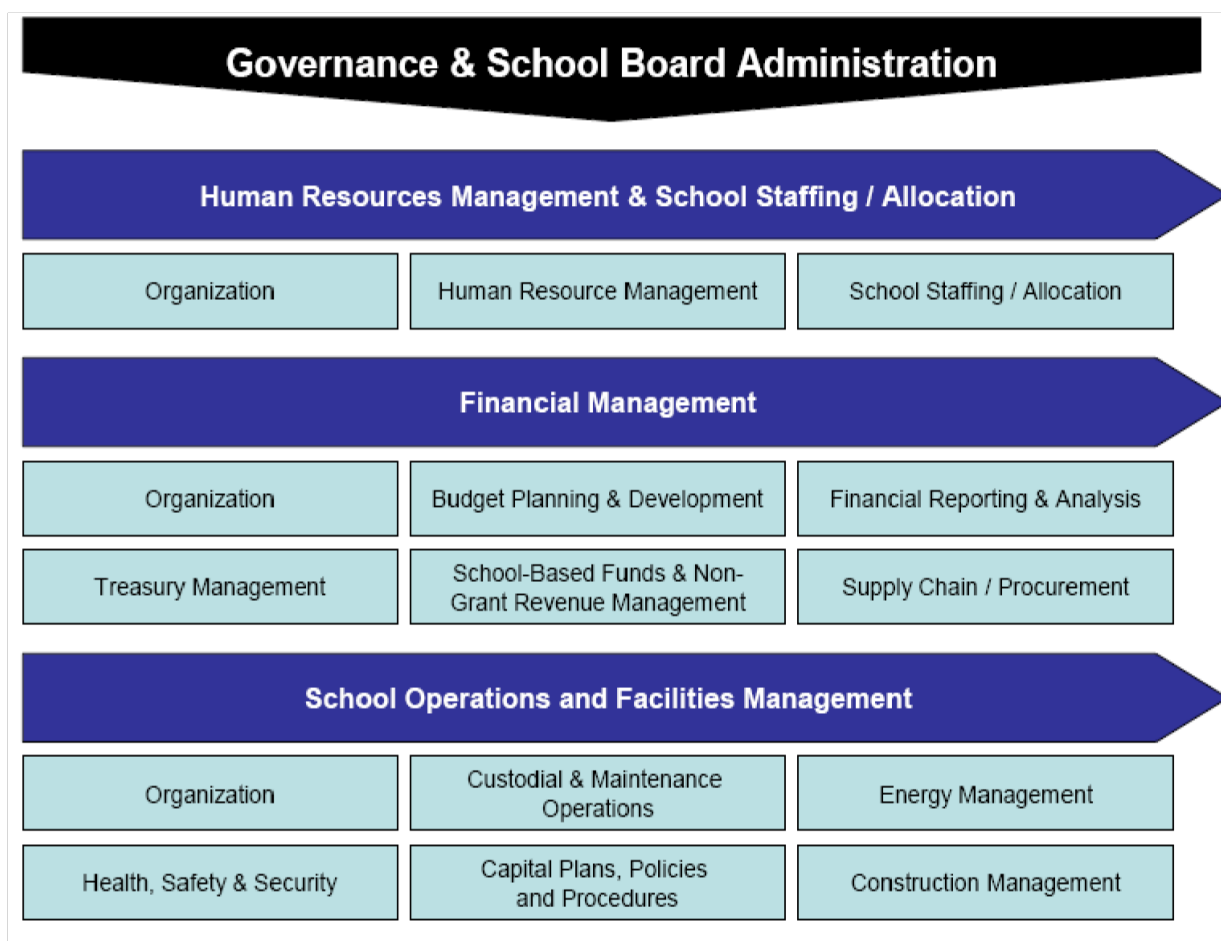 Governance & School Board Administration
Human Resources Management & School Staffing / Allocation
Organization
Human Resource Management
School Staffing / Allocation
Financial Management
Organization
Budget Planning & Development
Financial Reporting & Analysis
Treasury Management
School-Based Funds & Non-
Grant Revenue Management
Supply Chain / Procurement
School Operations and Facilities Management
Organization
Custodial & Maintenance
Operations
Energy Management
Health, Safety & Security
Capital Plans, Policies
and Procedures
Construction Management